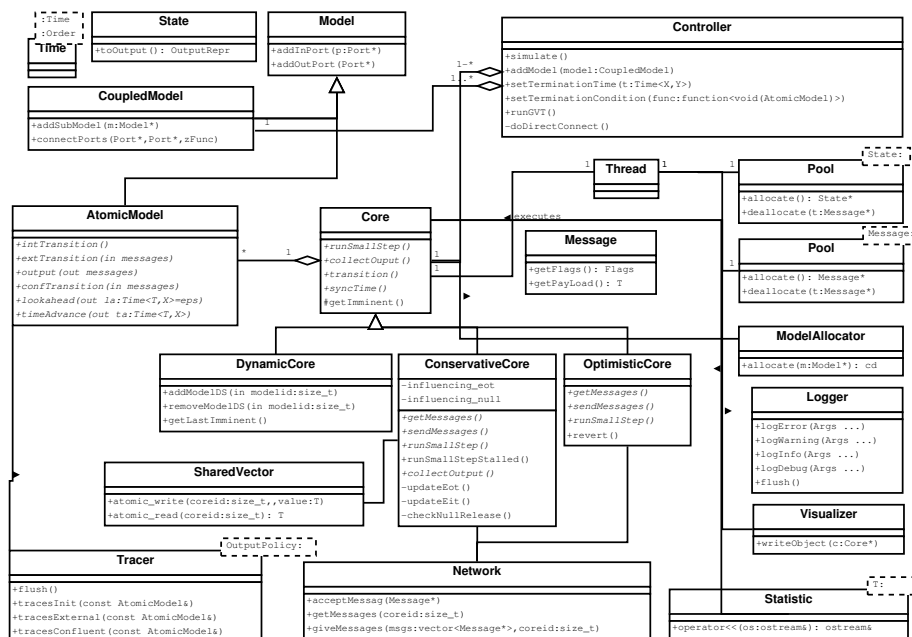 :Time
:Order
Time
State
+toOutput(): OutputRepr
Model
+addInPort(p:Port*)
+addOutPort(Port*)
Controller
+simulate()
+addModel(model:CoupledModel)
+setTerminationTime(t:Time<X,Y>)
+setTerminationCondition(func:function<void(AtomicModel)>)
+runGVT()
-doDirectConnect()
1-*
1..*
CoupledModel
+addSubModel(m:Model*)
+connectPorts(Port*,Port*,zFunc)
1
Thread
1
1
1
State:
Pool
+allocate(): State*
+deallocate(t:Message*)
Message:
Pool
+allocate(): Message*
+deallocate(t:Message*)
1
AtomicModel
+intTransition()
+extTransition(in messages)
+output(out messages)
+confTransition(in messages)
+lookahead(out la:Time<T,X>=eps)
+timeAdvance(out ta:Time<T,X>)
*
1
Core
+runSmallStep()
+collectOuput()
+transition()
+syncTime()
#getImminent()
1
1
executes
Message
+getFlags(): Flags
+getPayLoad(): T
ModelAllocator
+allocate(m:Model*): cd
DynamicCore
+addModelDS(in modelid:size_t)
+removeModelDS(in modelid:size_t)
+getLastImminent()
ConservativeCore
-influencing_eot
-influencing_null
+getMessages()
+sendMessages()
+runSmallStep()
+runSmallStepStalled()
+collectOutput()
-updateEot()
-updateEit()
-checkNullRelease()
OptimisticCore
+getMessages()
+sendMessages()
+runSmallStep()
+revert()
Logger
+logError(Args ...)
+logWarning(Args ...)
+logInfo(Args ...)
+logDebug(Args ...)
+flush()
SharedVector
+atomic_write(coreid:size_t,,value:T)
+atomic_read(coreid:size_t): T
Visualizer
+writeObject(c:Core*)
OutputPolicy:
Tracer
+flush()
+tracesInit(const AtomicModel&)
+tracesExternal(const AtomicModel&)
+tracesConfluent(const AtomicModel&)
Network
+acceptMessag(Message*)
+getMessages(coreid:size_t)
+giveMessages(msgs:vector<Message*>,coreid:size_t)
T:
Statistic
+operator<<(os:ostream&): ostream&